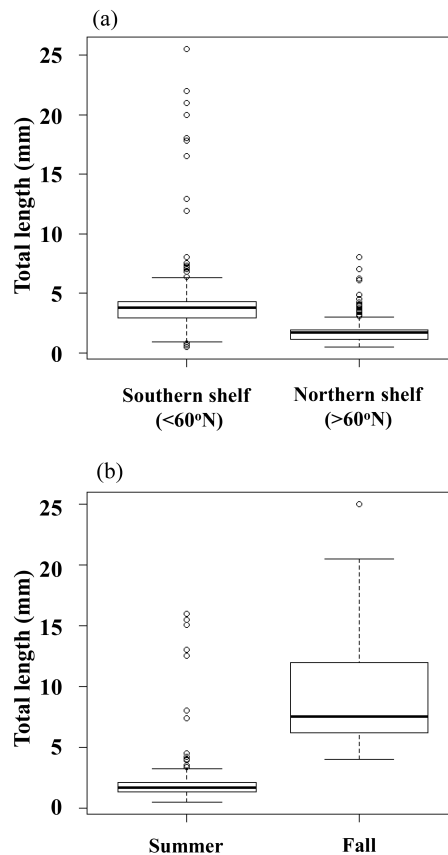 (a)
25
20
15
10
5
0
Total length (mm)
Southern shelf Northern shelf
(<60°N) (>60°N)
(b)
25
20
15
10
5
0
Total length (mm)
Summer Fall